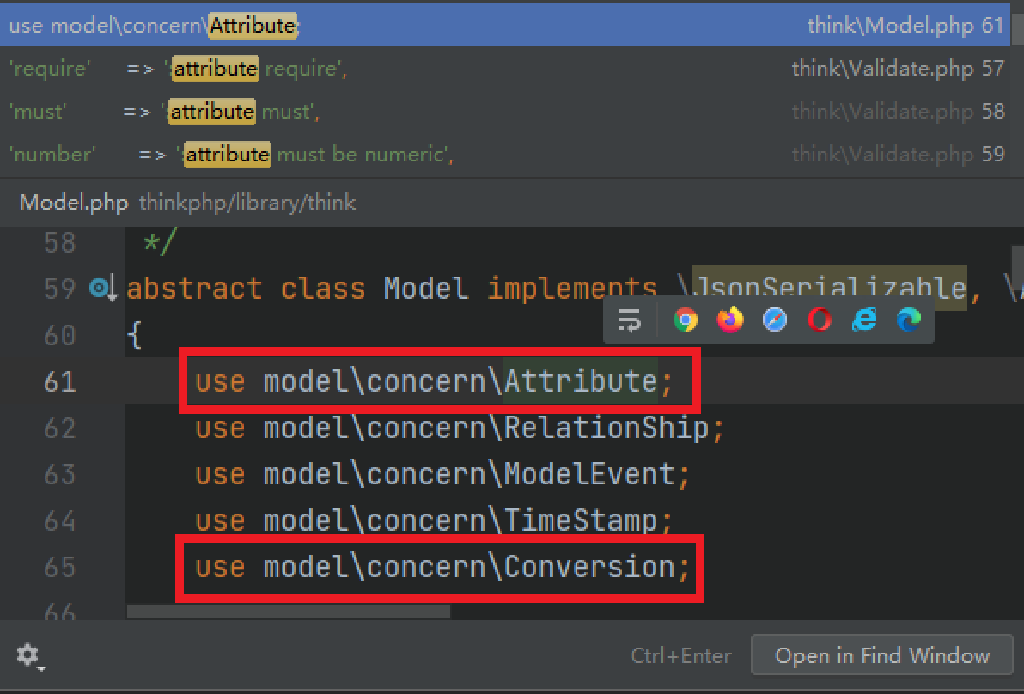 use model\concern\Attribute; think\Model.php 61
'require' => ':attribute require', think\Validate.php 57
'must' => ':attribute must', think\Validate.php 58
'number' => ':attribute must be numeric', think\Validate.php 59
Model.php thinkphp/library/think
58 */
59 abstract class Model implements \JsonSerializable, \
60 {
61 use model\concern\Attribute;
62 use model\concern\RelationShip;
63 use model\concern\ModelEvent;
64 use model\concern\TimeStamp;
65 use model\concern\Conversion;
66
Ctrl+Enter Open in Find Window